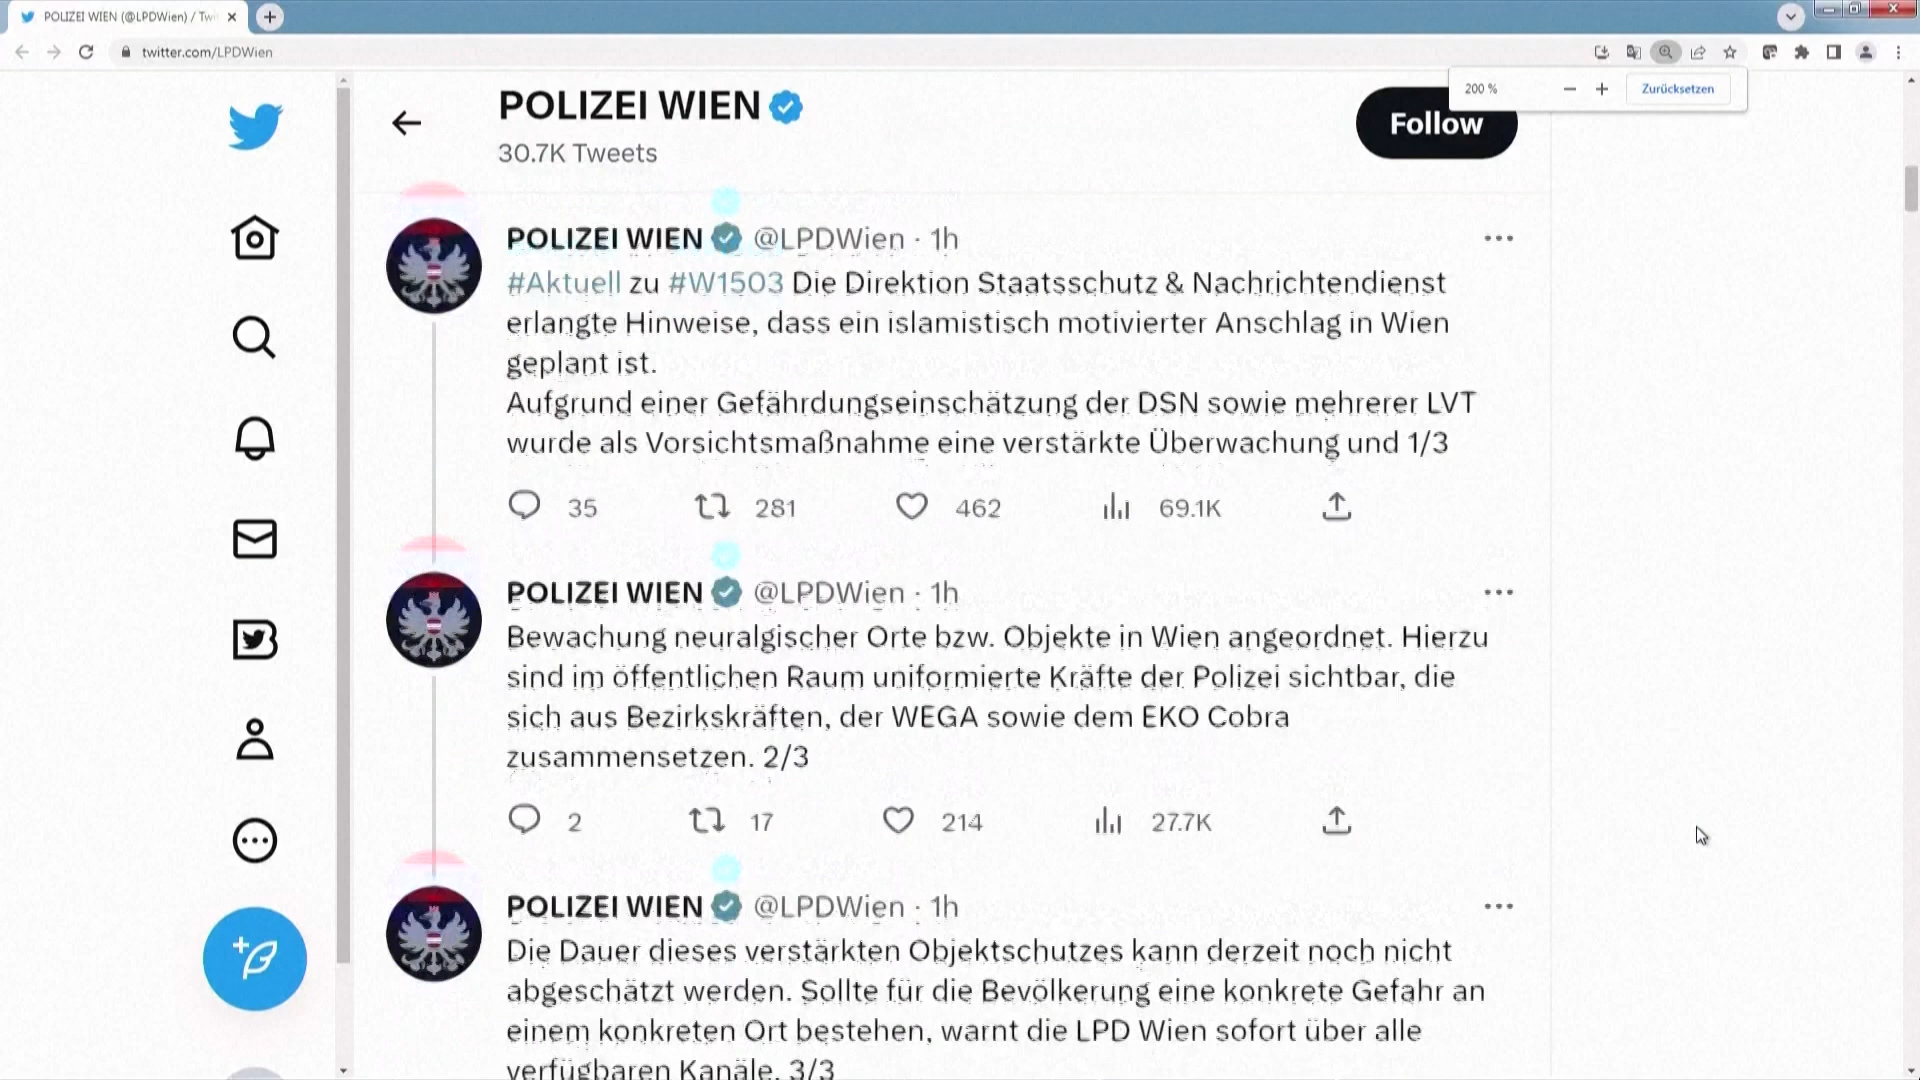 POLIZEI WIEN (@LPDWien) / Twi
twitter.com/LPDWien
200 %
Zurücksetzen
POLIZEI WIEN
30.7K Tweets
Follow
POLIZEI WIEN @LPDWien · 1h
#Aktuell zu #W1503 Die Direktion Staatsschutz & Nachrichtendienst
erlangte Hinweise, dass ein islamistisch motivierter Anschlag in Wien
geplant ist.
Aufgrund einer Gefährdungseinschätzung der DSN sowie mehrerer LVT
wurde als Vorsichtsmaßnahme eine verstärkte Überwachung und 1/3
35 281 462 69.1K
POLIZEI WIEN @LPDWien · 1h
Bewachung neuralgischer Orte bzw. Objekte in Wien angeordnet. Hierzu
sind im öffentlichen Raum uniformierte Kräfte der Polizei sichtbar, die
sich aus Bezirkskräften, der WEGA sowie dem EKO Cobra
zusammensetzen. 2/3
2 17 214 27.7K
POLIZEI WIEN @LPDWien · 1h
Die Dauer dieses verstärkten Objektschutzes kann derzeit noch nicht
abgeschätzt werden. Sollte für die Bevölkerung eine konkrete Gefahr an
einem konkreten Ort bestehen, warnt die LPD Wien sofort über alle
verfügbaren Kanäle. 3/3